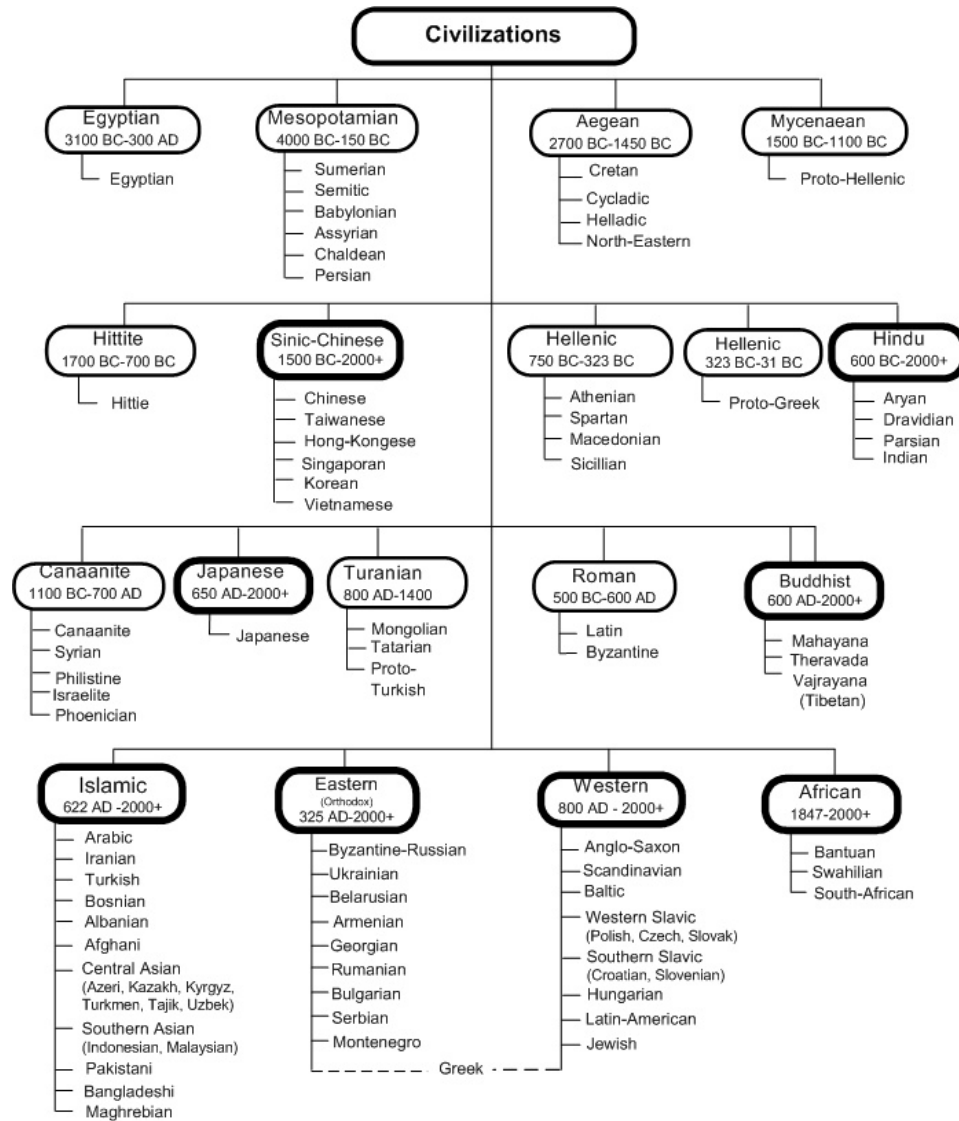 Civilizations
Egyptian
3100 BC-300 AD
Egyptian
Mesopotamian
4000 BC-150 BC
Sumerian
Semitic
Babylonian
Assyrian
Chaldean
Persian
Aegean
2700 BC-1450 BC
Cretan
Cycladic
Helladic
North-Eastern
Mycenaean
1500 BC-1100 BC
Proto-Hellenic
Hittite
1700 BC-700 BC
Hittie
Sinic-Chinese
1500 BC-2000+
Chinese
Taiwanese
Hong-Kongese
Singaporan
Korean
Vietnamese
Hellenic
750 BC-323 BC
Athenian
Spartan
Macedonian
Sicillian
Hellenic
323 BC-31 BC
Proto-Greek
Hindu
600 BC-2000+
Aryan
Dravidian
Parsian
Indian
Canaanite
1100 BC-700 AD
Canaanite
Syrian
Philistine
Israelite
Phoenician
Japanese
650 AD-2000+
Japanese
Turanian
800 AD-1400
Mongolian
Tatarian
Proto-
Turkish
Roman
500 BC-600 AD
Latin
Byzantine
Buddhist
600 AD-2000+
Mahayana
Theravada
Vajrayana
(Tibetan)
Islamic
622 AD -2000+
Arabic
Iranian
Turkish
Bosnian
Albanian
Afghani
Central Asian
(Azeri, Kazakh, Kyrgyz,
Turkmen, Tajik, Uzbek)
Southern Asian
(Indonesian, Malaysian)
Pakistani
Bangladeshi
Maghrebian
Eastern
(Orthodox)
325 AD-2000+
Byzantine-Russian
Ukrainian
Belarusian
Armenian
Georgian
Rumanian
Bulgarian
Serbian
Montenegro
Greek
Western
800 AD - 2000+
Anglo-Saxon
Scandinavian
Baltic
Western Slavic
(Polish, Czech, Slovak)
Southern Slavic
(Croatian, Slovenian)
Hungarian
Latin-American
Jewish
African
1847-2000+
Bantuan
Swahilian
South-African